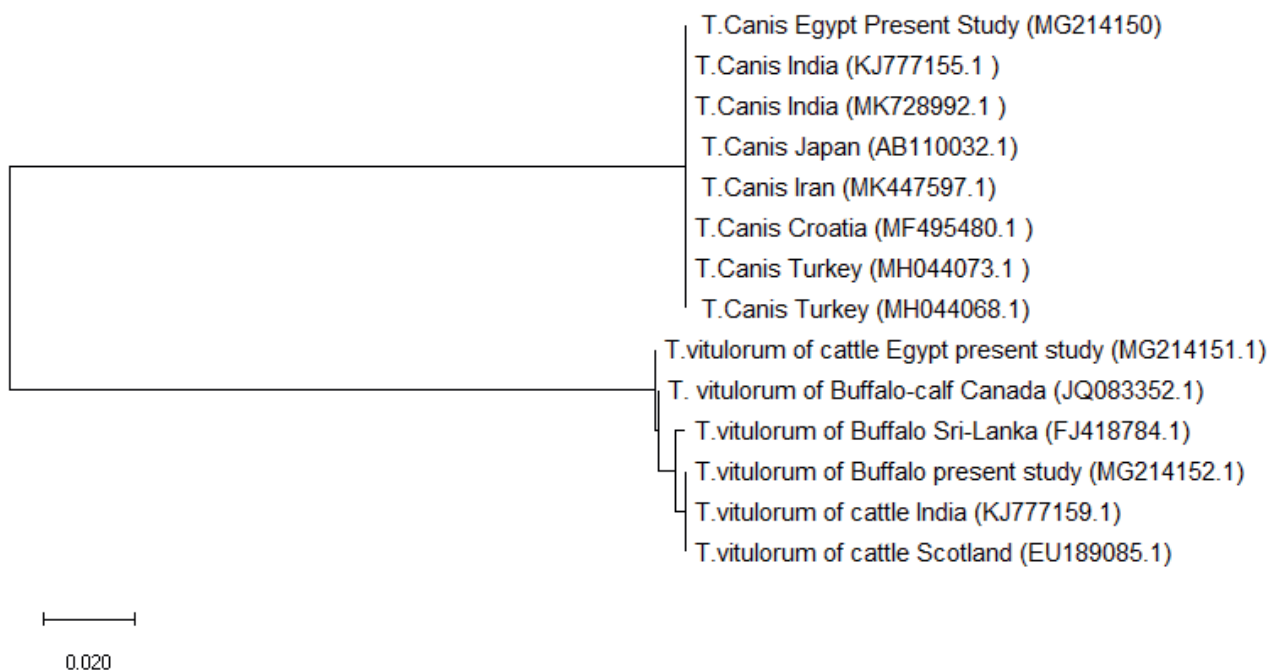 T.Canis Egypt Present Study (MG214150)
T.Canis India (KJ777155.1 )
T.Canis India (MK728992.1 )
T.Canis Japan (AB110032.1)
T.Canis Iran (MK447597.1)
T.Canis Croatia (MF495480.1 )
T.Canis Turkey (MH044073.1 )
T.Canis Turkey (MH044068.1)
T.vitulorum of cattle Egypt present study (MG214151.1)
T. vitulorum of Buffalo-calf Canada (JQ083352.1)
T.vitulorum of Buffalo Sri-Lanka (FJ418784.1)
T.vitulorum of Buffalo present study (MG214152.1)
T.vitulorum of cattle India (KJ777159.1)
T.vitulorum of cattle Scotland (EU189085.1)
0.020